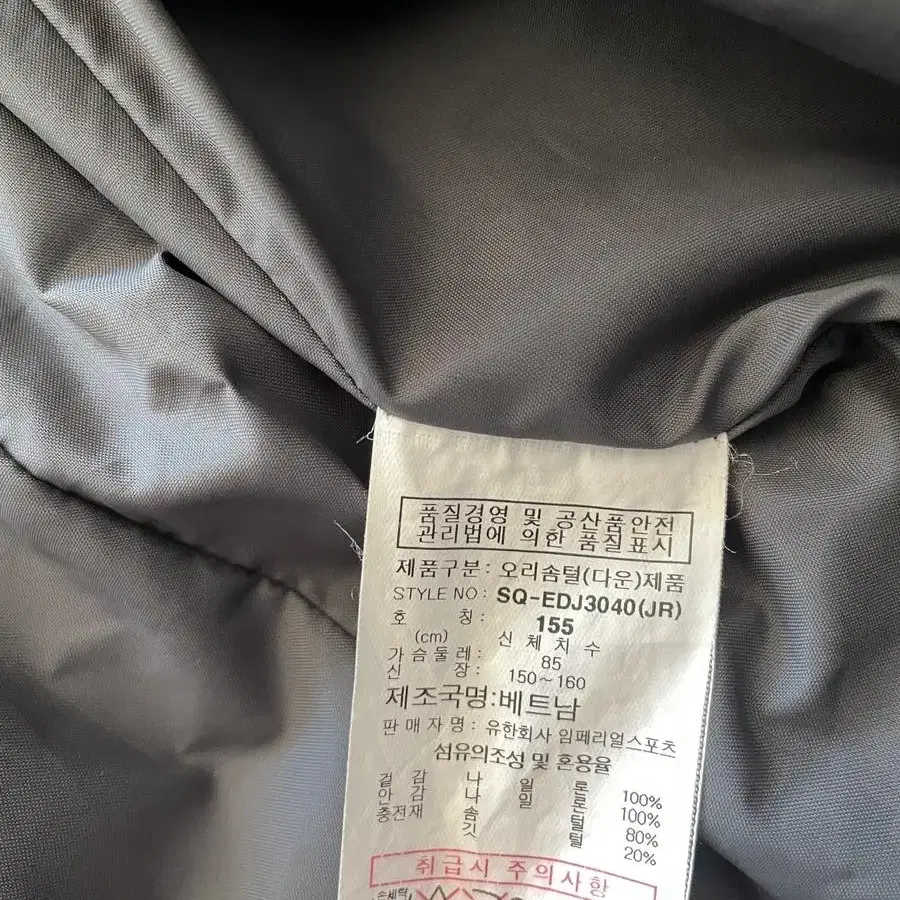 품질경영 및 공산품안전
관리법에 의한 품질표시
제품구분: 오리솜털(다운)제품
STYLE NO: SQ-EDJ3040(JR)
호 칭: 155
(cm) 신체치수
가슴둘레: 85
신 장: 150~160
제조국명:베트남
판매자명: 유한회사 임페리얼스포츠
섬유의조성 및 혼용율
겉감 나일론 100%
안감 나일론 100%
충전재 솜털 80%
깃털 20%
취급시 주의사항
손세탁